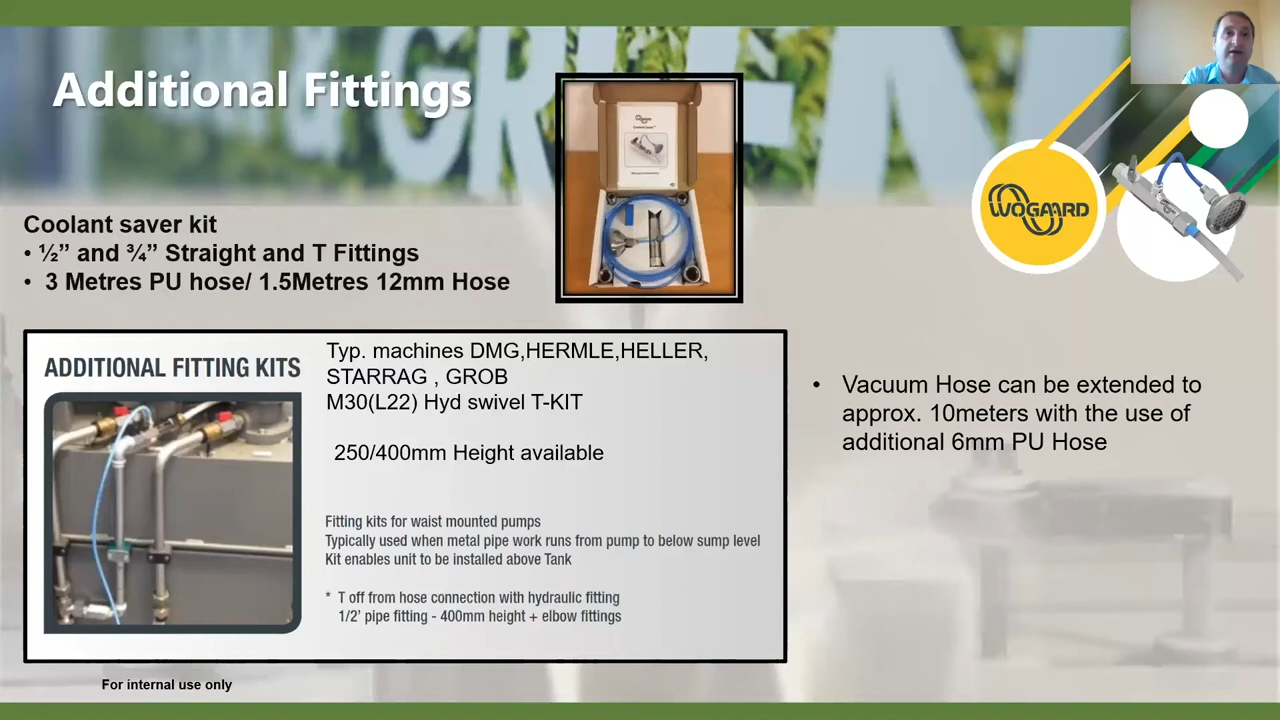 Additional Fittings
WOGAARD
Coolant saver kit
• ½” and ¾” Straight and T Fittings
• 3 Metres PU hose/ 1.5Metres 12mm Hose
ADDITIONAL FITTING KITS
Typ. machines DMG,HERMLE,HELLER,
STARRAG , GROB
M30(L22) Hyd swivel T-KIT
250/400mm Height available
Fitting kits for waist mounted pumps
Typically used when metal pipe work runs from pump to below sump level
Kit enables unit to be installed above Tank
* T off from hose connection with hydraulic fitting
1/2' pipe fitting - 400mm height + elbow fittings
• Vacuum Hose can be extended to
approx. 10meters with the use of
additional 6mm PU Hose
For internal use only